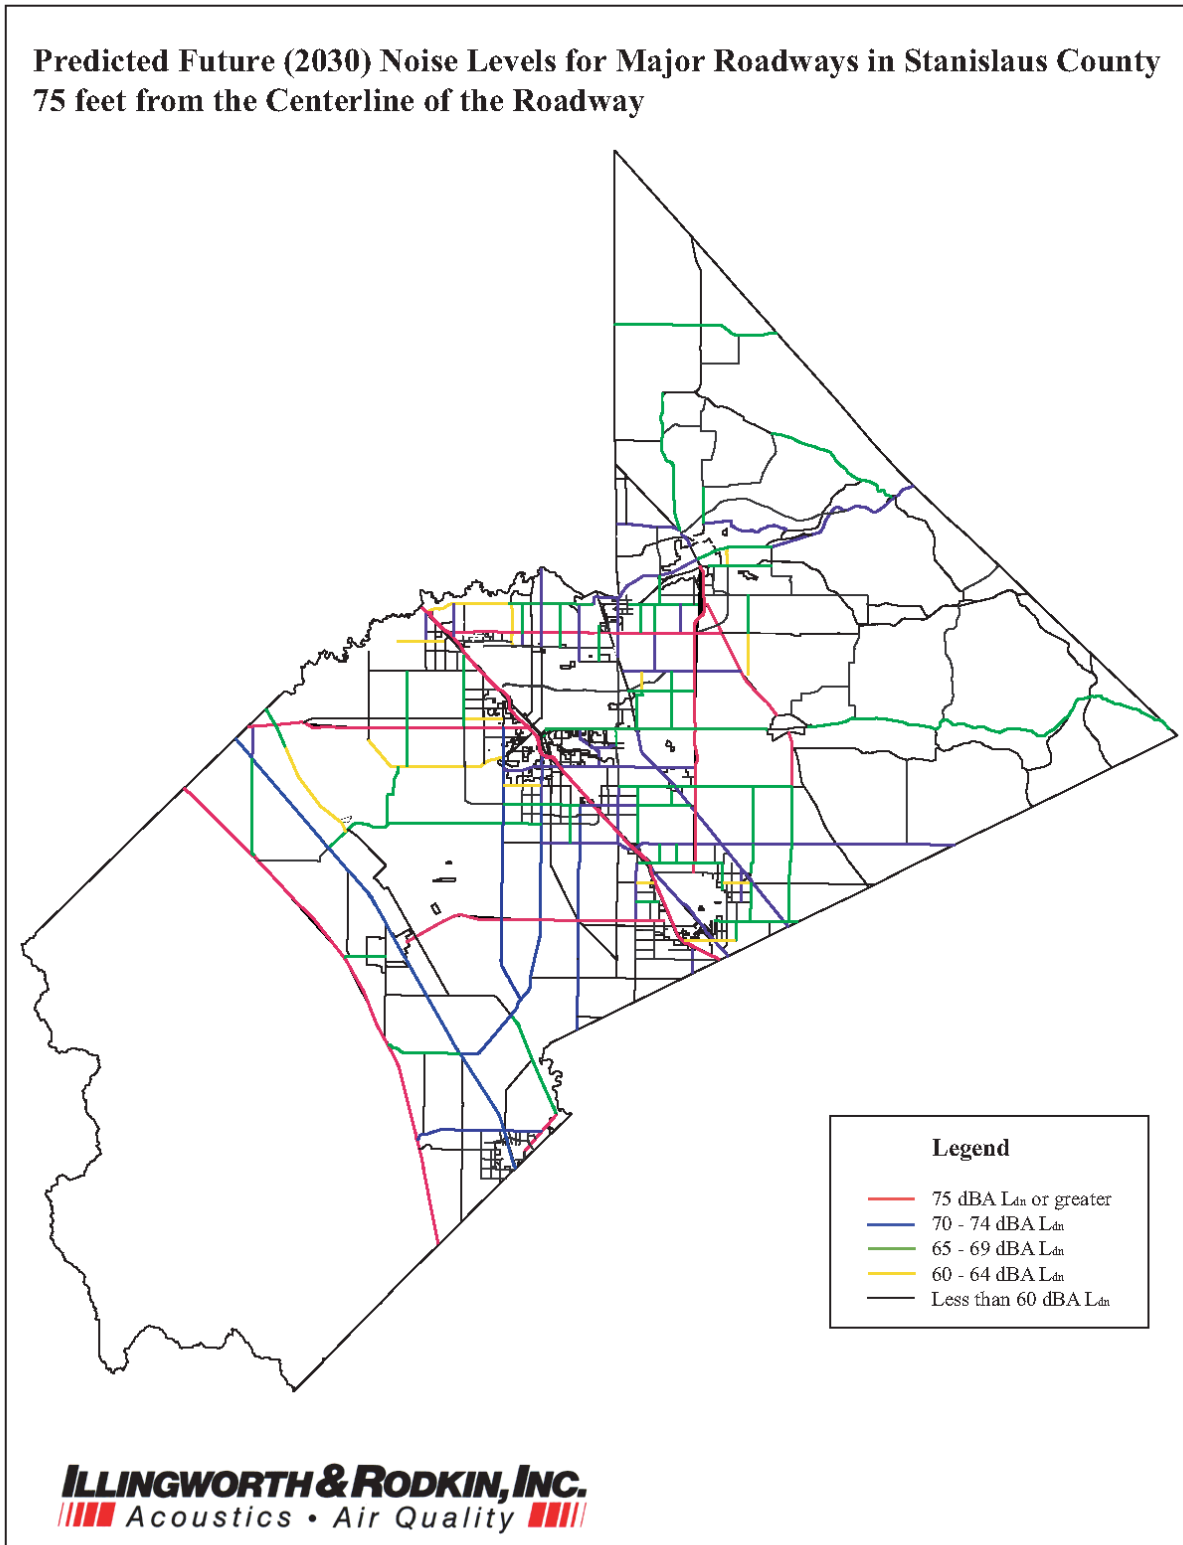 Predicted Future (2030) Noise Levels for Major Roadways in Stanislaus County
75 feet from the Centerline of the Roadway
Legend
75 dBA Ldn or greater
70 - 74 dBA Ldn
65 - 69 dBA Ldn
60 - 64 dBA Ldn
Less than 60 dBA Ldn
ILLINGWORTH & RODKIN, INC.
Acoustics • Air Quality